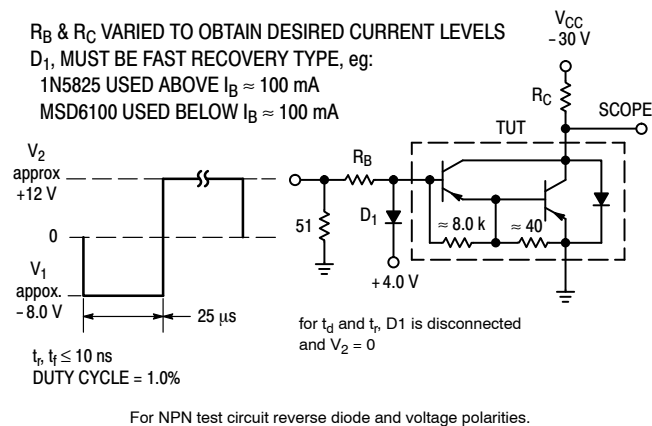 R_B & R_C VARIED TO OBTAIN DESIRED CURRENT LEVELS
D_1, MUST BE FAST RECOVERY TYPE, eg:
1N5825 USED ABOVE I_B ≈ 100 mA
MSD6100 USED BELOW I_B ≈ 100 mA
V_CC
- 30 V
R_C
SCOPE
TUT
V_2
approx
+12 V
R_B
51
D_1
≈ 8.0 k
≈ 40
0
+ 4.0 V
V_1
appox.
- 8.0 V
25 μs
for t_d and t_r, D1 is disconnected
and V_2 = 0
t_r, t_f ≤ 10 ns
DUTY CYCLE = 1.0%
For NPN test circuit reverse diode and voltage polarities.